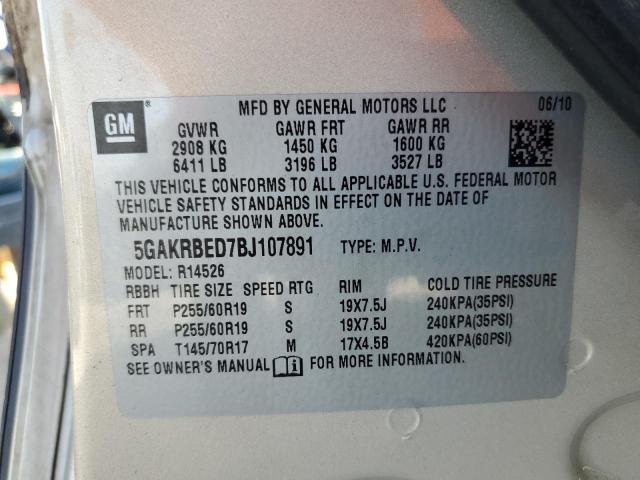 GM ®
MFD BY GENERAL MOTORS LLC 06/10
GVWR GAWR FRT GAWR RR
2908 KG 1450 KG 1600 KG
6411 LB 3196 LB 3527 LB
THIS VEHICLE CONFORMS TO ALL APPLICABLE U.S. FEDERAL MOTOR
VEHICLE SAFETY STANDARDS IN EFFECT ON THE DATE OF
MANUFACTURE SHOWN ABOVE.
5GAKRBED7BJ107891 TYPE: M.P.V.
MODEL: R14526
RBBH TIRE SIZE SPEED RTG RIM COLD TIRE PRESSURE
FRT P255/60R19 S 19X7.5J 240KPA(35PSI)
RR P255/60R19 S 19X7.5J 240KPA(35PSI)
SPA T145/70R17 M 17X4.5B 420KPA(60PSI)
SEE OWNER'S MANUAL i FOR MORE INFORMATION.